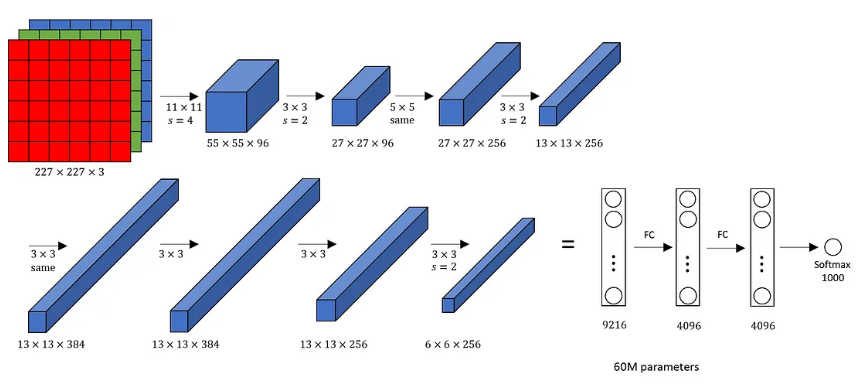 11 × 11
s = 4
3 × 3
s = 2
5 × 5
same
3 × 3
s = 2
227 × 227 × 3
55 × 55 × 96
27 × 27 × 96
27 × 27 × 256
13 × 13 × 256
3 × 3
same
3 × 3
3 × 3
3 × 3
s = 2
=
FC
FC
Softmax
1000
13 × 13 × 384
13 × 13 × 384
13 × 13 × 256
6 × 6 × 256
9216
4096
4096
60M parameters